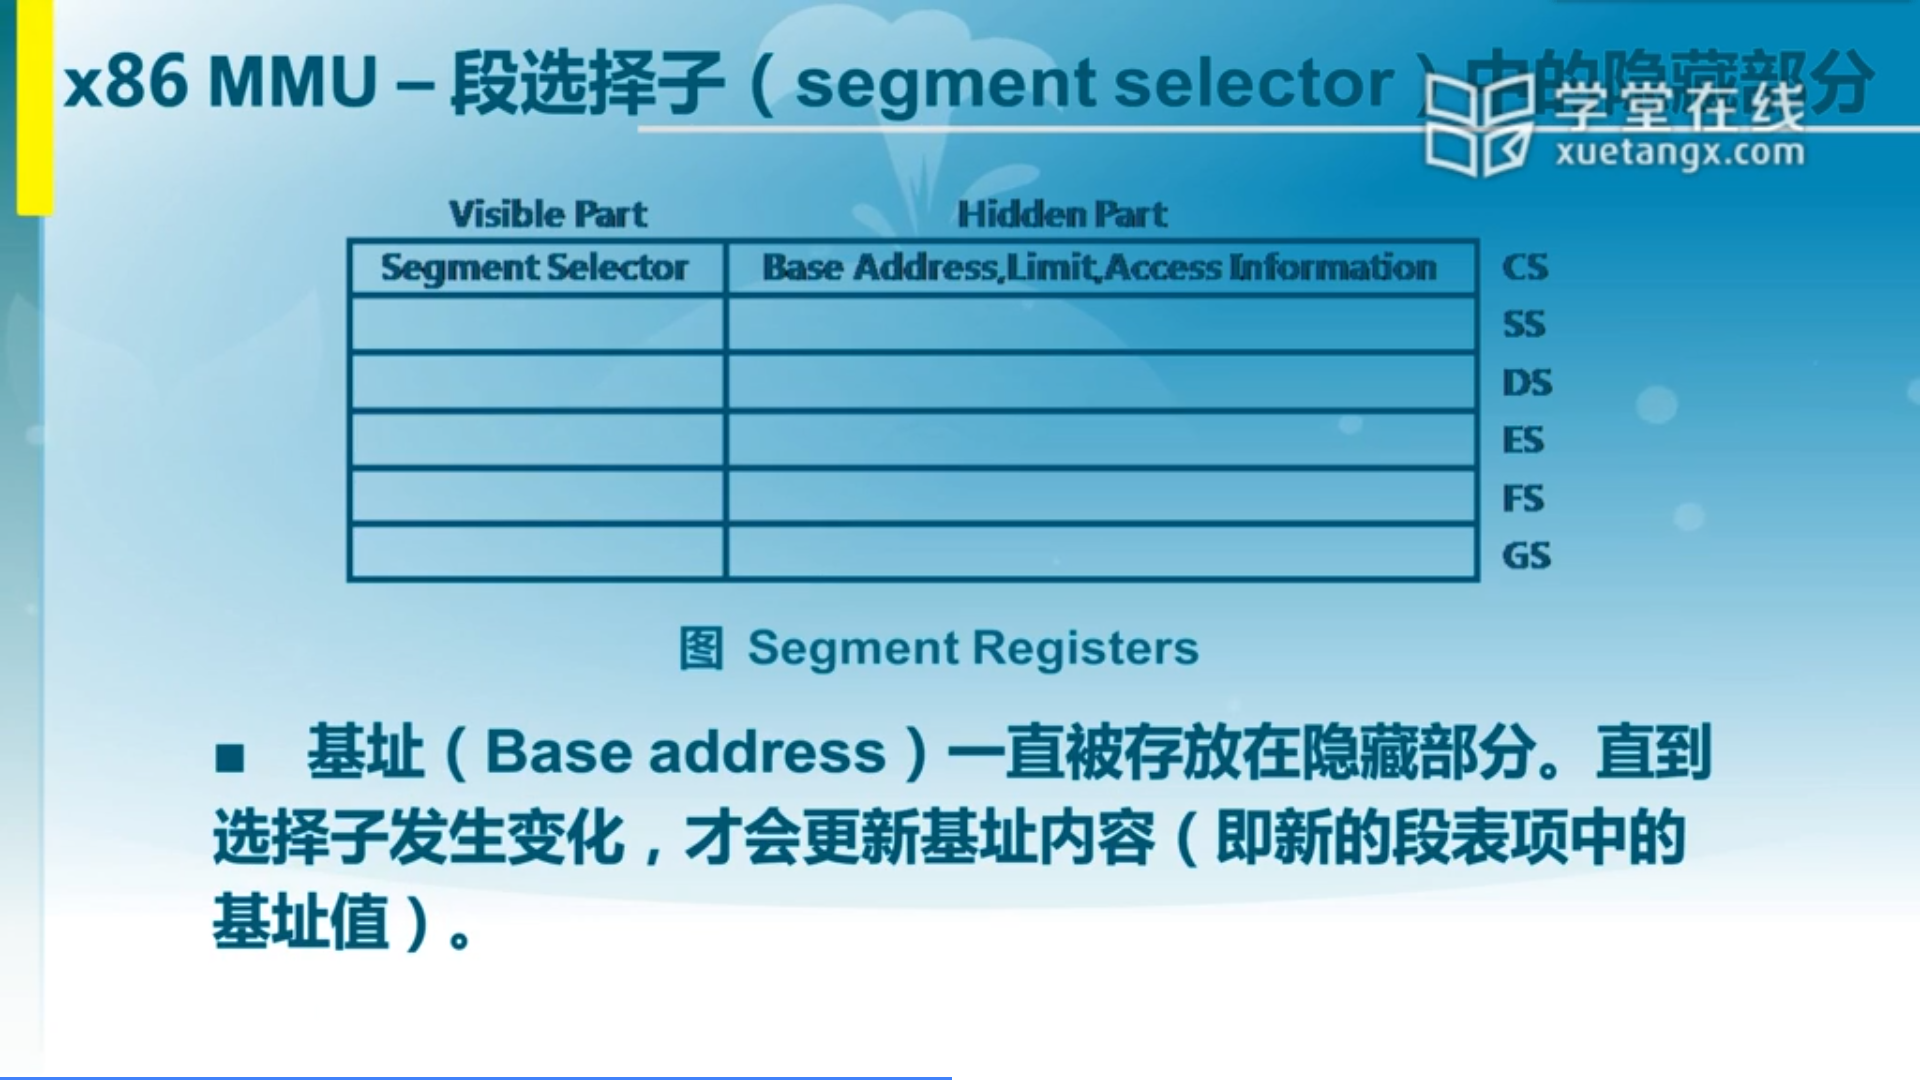 x86 MMU – 段选择子（segment selector）中的隐藏部分
学堂在线
xuetangx.com
Visible Part Hidden Part
Segment Selector Base Address,Limit,Access Information CS
SS
DS
ES
FS
GS
图 Segment Registers
■ 基址（Base address）一直被存放在隐藏部分。直到
选择子发生变化，才会更新基址内容（即新的段表项中的
基址值）。